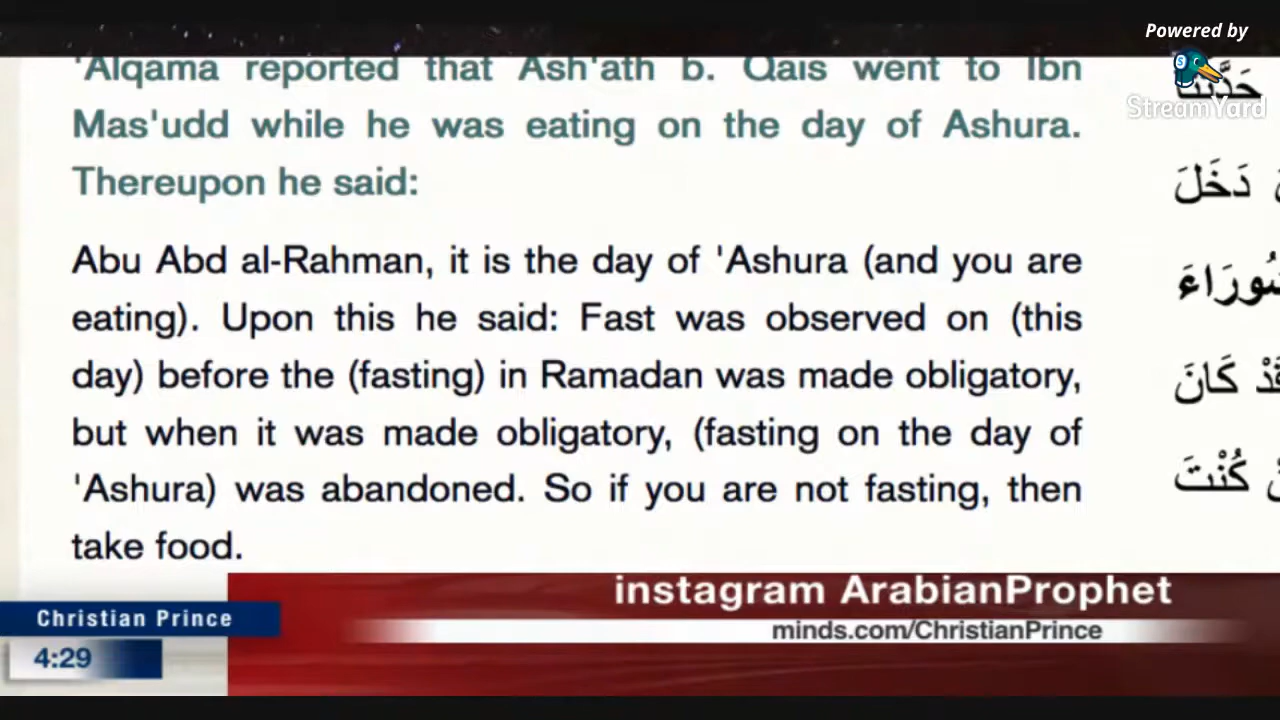 Powered by
StreamYard
'Alqama reported that Ash'ath b. Qais went to Ibn
Mas'udd while he was eating on the day of Ashura.
Thereupon he said:
Abu Abd al-Rahman, it is the day of 'Ashura (and you are
eating). Upon this he said: Fast was observed on (this
day) before the (fasting) in Ramadan was made obligatory,
but when it was made obligatory, (fasting on the day of
'Ashura) was abandoned. So if you are not fasting, then
take food.
دَخَلَ
كَانَ
كُنْتَ
instagram ArabianProphet
minds.com/ChristianPrince
Christian Prince
4:29